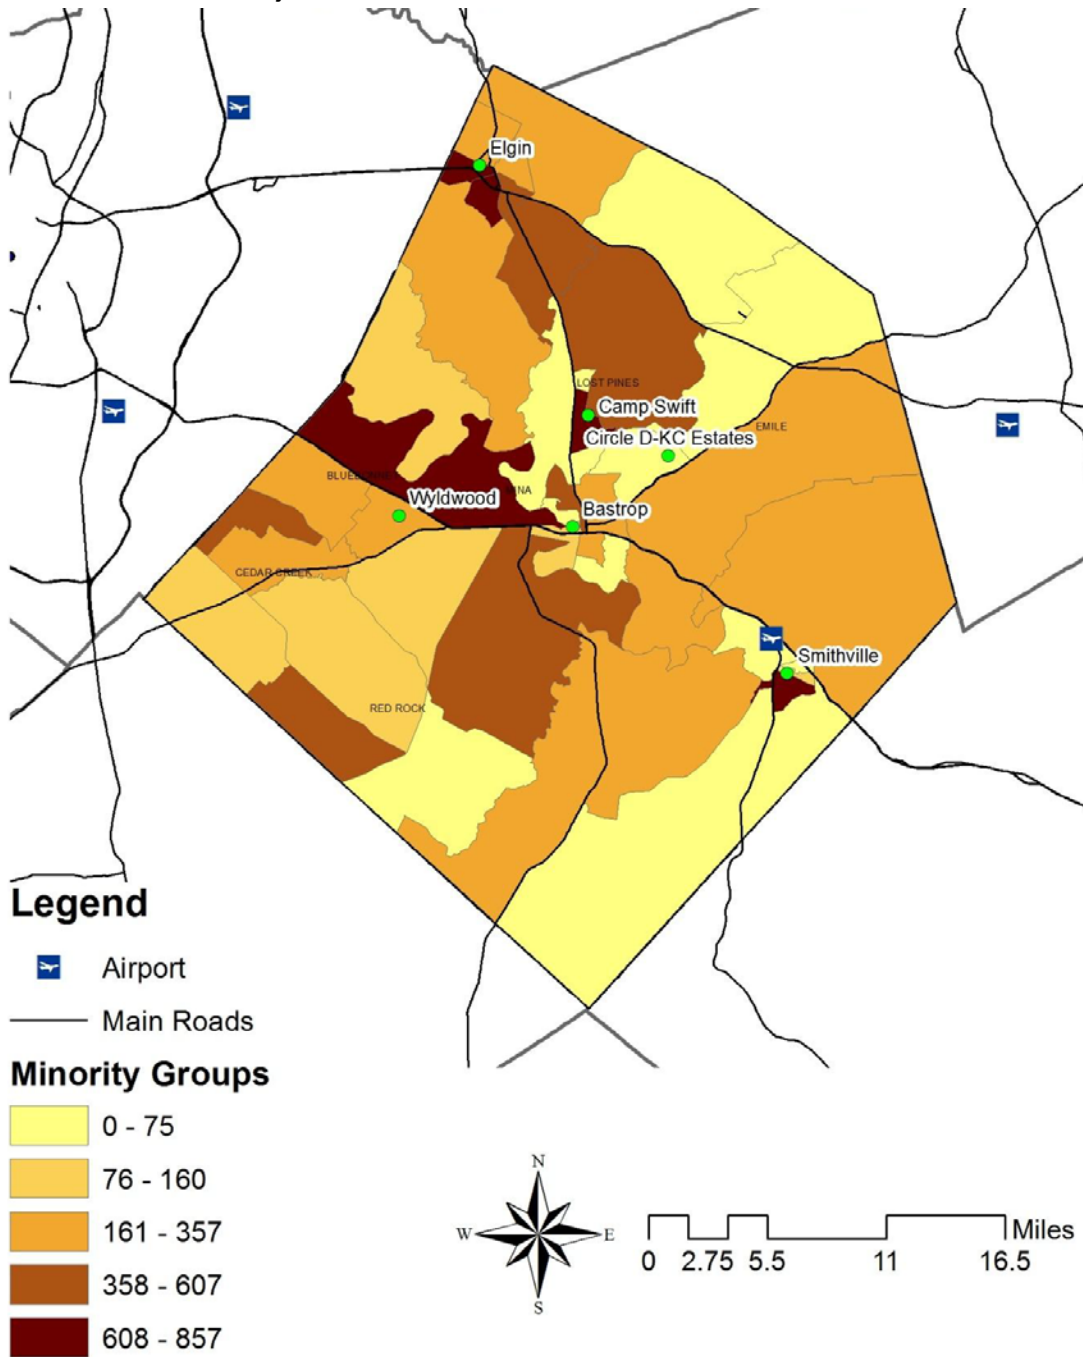 Elgin
LOST PINES
Camp Swift
EMILE
Circle D-KC Estates
Wyldwood
Bastrop
CEDAR CREEK
Smithville
RED ROCK
Legend
Airport
Main Roads
Minority Groups
0 - 75
76 - 160
161 - 357
358 - 607
608 - 857
N
W
E
S
Miles
0 2.75 5.5 11 16.5